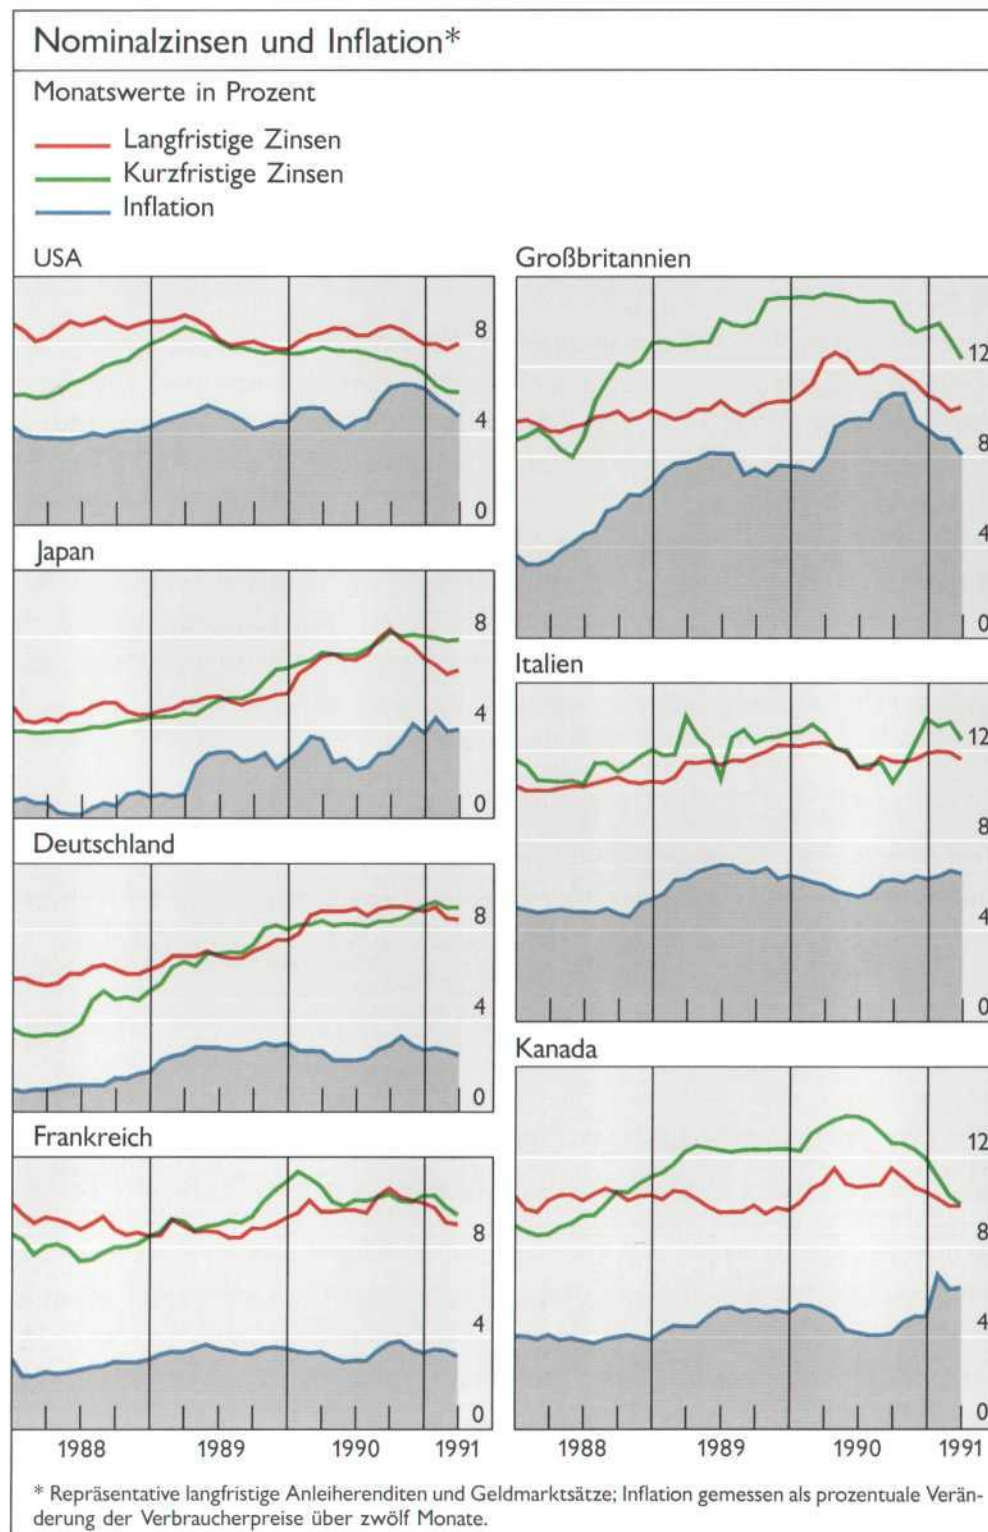 Nominalzinsen und Inflation*
Monatswerte in Prozent
Langfristige Zinsen
Kurzfristige Zinsen
Inflation
USA
8
4
0
Japan
8
4
0
Deutschland
8
4
0
Frankreich
8
4
0
1988 1989 1990 1991
Großbritannien
12
8
4
0
Italien
12
8
4
0
Kanada
12
8
4
0
1988 1989 1990 1991
* Repräsentative langfristige Anleiherenditen und Geldmarktsätze; Inflation gemessen als prozentuale Verän-
derung der Verbraucherpreise über zwölf Monate.